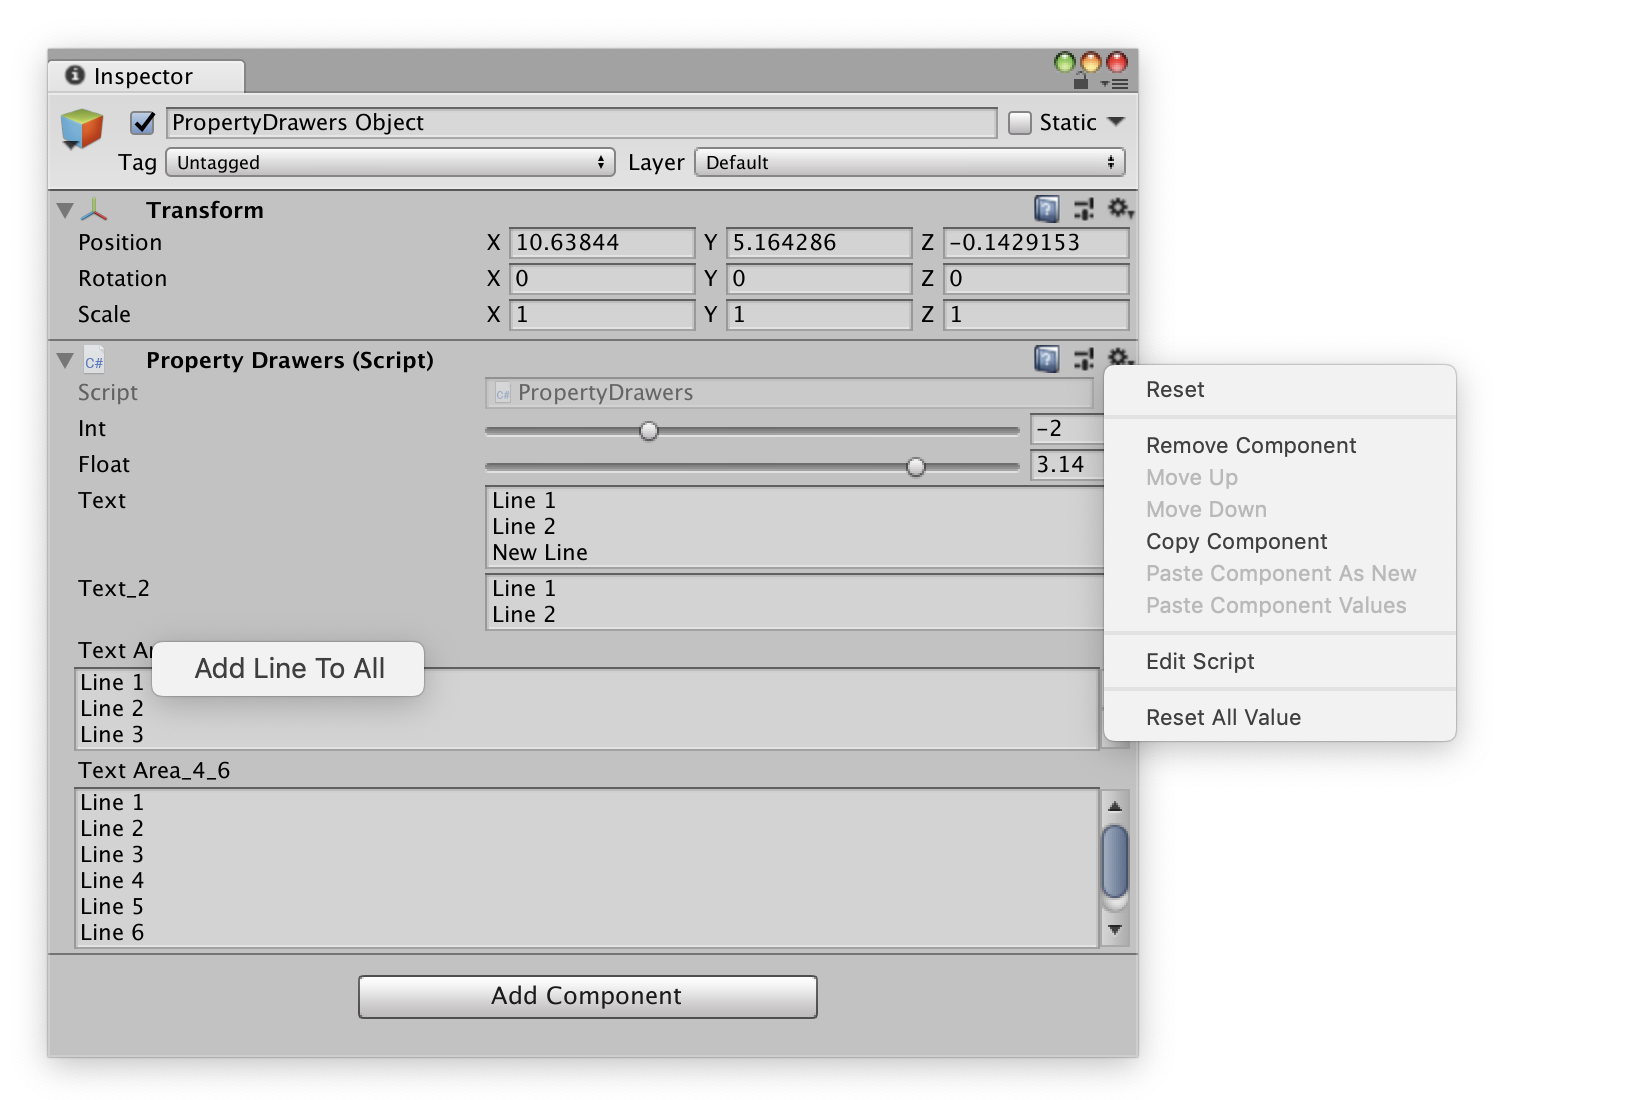 Inspector
PropertyDrawers Object
Static
Tag Untagged Layer Default
Transform
Position X 10.63844 Y 5.164286 Z -0.1429153
Rotation X 0 Y 0 Z 0
Scale X 1 Y 1 Z 1
C# Property Drawers (Script)
Script C# PropertyDrawers
Int -2
Float 3.14
Text
Line 1
Line 2
New Line
Text_2
Line 1
Line 2
Text
Add Line To All
Line 1
Line 2
Line 3
Text Area_4_6
Line 1
Line 2
Line 3
Line 4
Line 5
Line 6
Add Component
Reset
Remove Component
Move Up
Move Down
Copy Component
Paste Component As New
Paste Component Values
Edit Script
Reset All Value